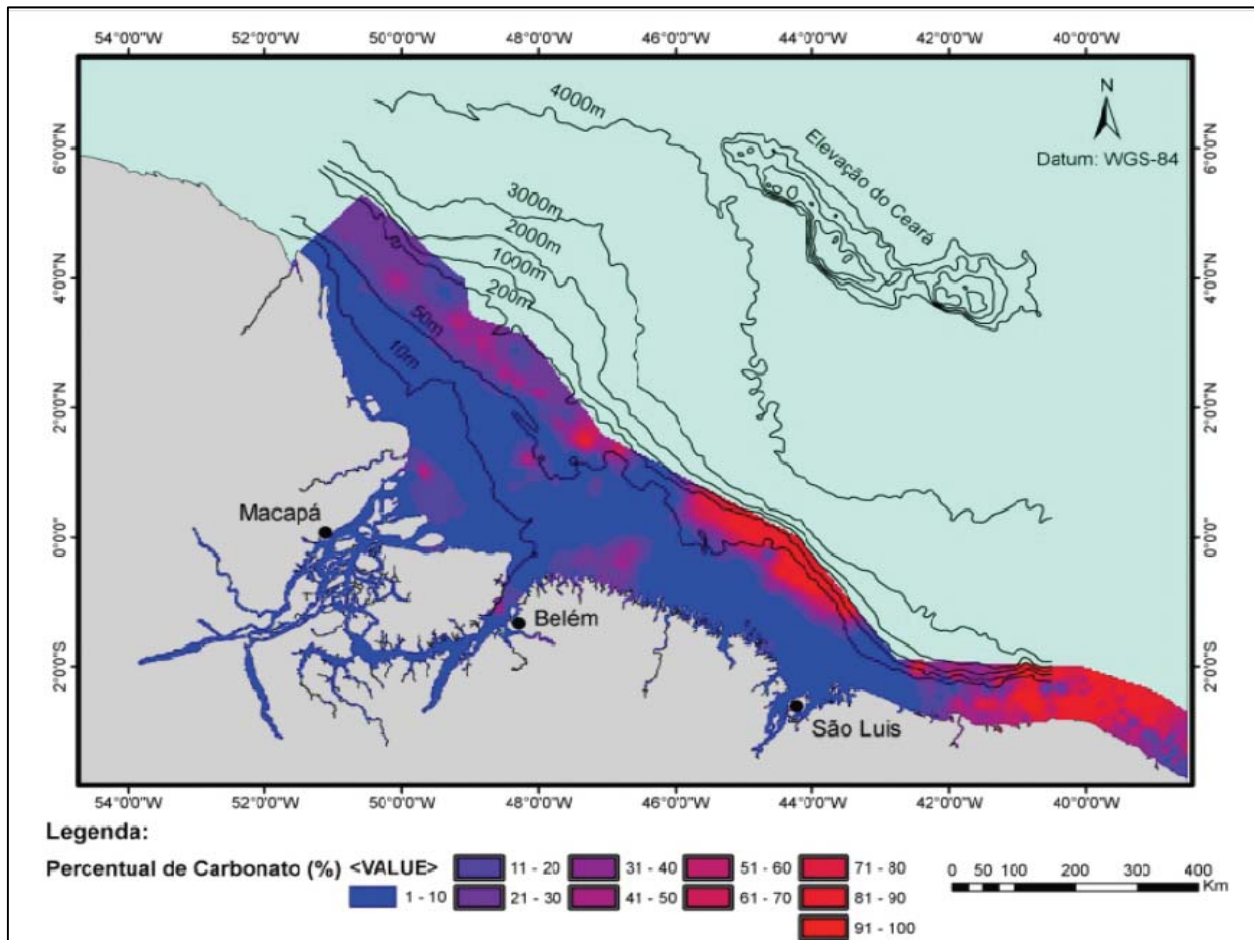 54°0'0"W 52°0'0"W 50°0'0"W 48°0'0"W 46°0'0"W 44°0'0"W 42°0'0"W 40°0'0"W
4000m
N
Datum: WGS-84
Elevação do Ceará
6°0'0"N 6°0'0"N
3000m
2000m
1000m
200m
50m
10m
4°0'0"N 4°0'0"N
2°0'0"N 2°0'0"N
Macapá
0°0'0" 0°0'0"
Belém
2°0'0"S 2°0'0"S
São Luis
54°0'0"W 52°0'0"W 50°0'0"W 48°0'0"W 46°0'0"W 44°0'0"W 42°0'0"W 40°0'0"W
Legenda:
Percentual de Carbonato (%) <VALUE> 11 - 20 31 - 40 51 - 60 71 - 80
1 - 10 21 - 30 41 - 50 61 - 70 81 - 90
91 - 100
0 50 100 200 300 400
Km